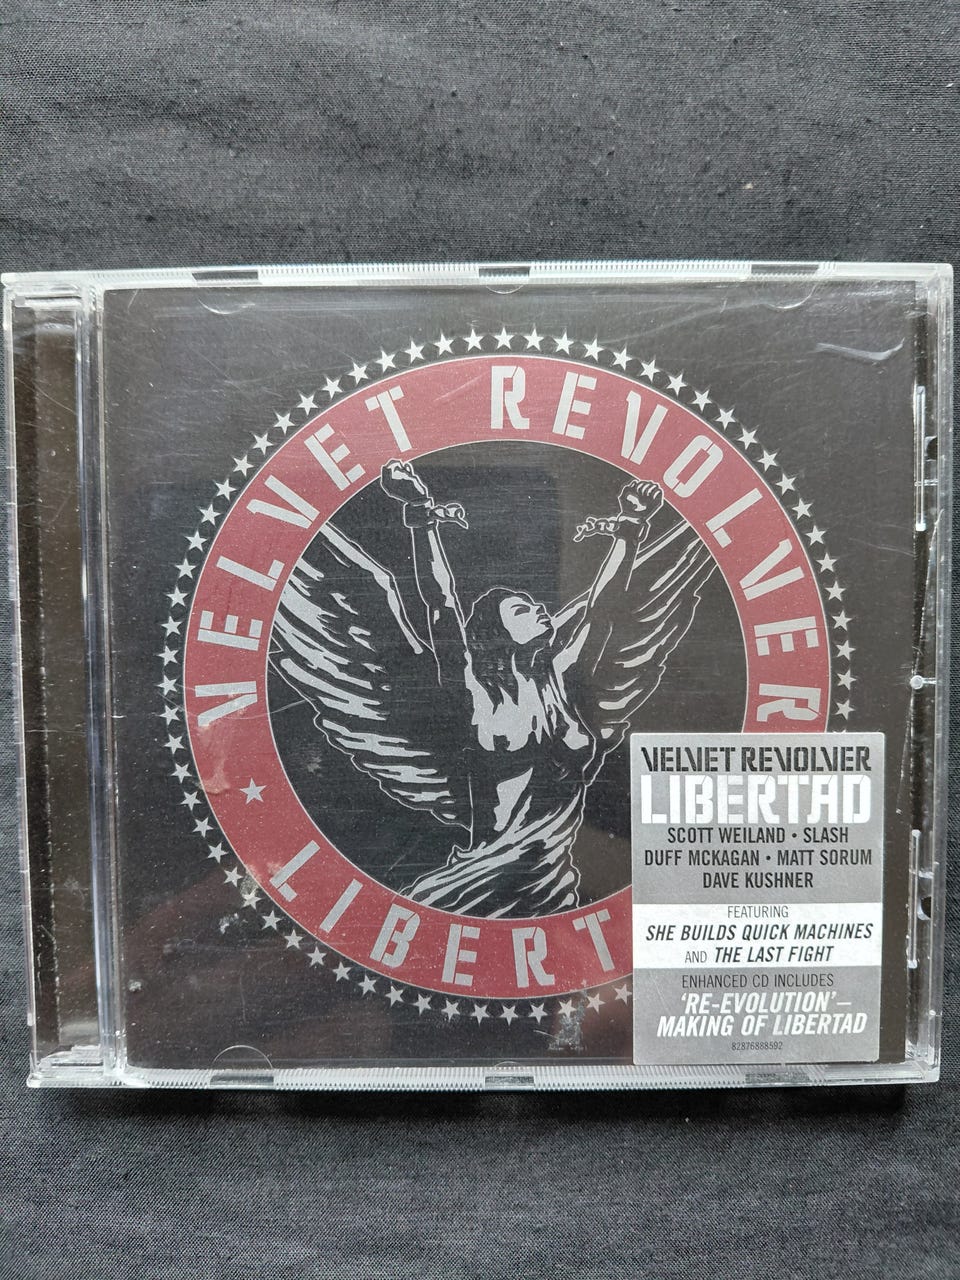 VELVET REVOLVER
LIBERT
VELVET REVOLVER
LIBERTAD
SCOTT WEILAND • SLASH
DUFF MCKAGAN • MATT SORUM
DAVE KUSHNER
FEATURING
SHE BUILDS QUICK MACHINES
AND THE LAST FIGHT
ENHANCED CD INCLUDES
'RE-EVOLUTION'–
MAKING OF LIBERTAD
82876888592